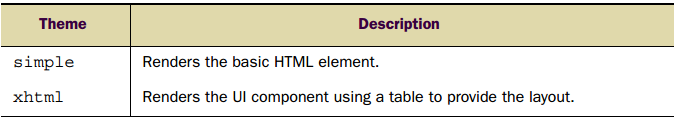 Theme Description
simple Renders the basic HTML element.
xhtml Renders the UI component using a table to provide the layout.